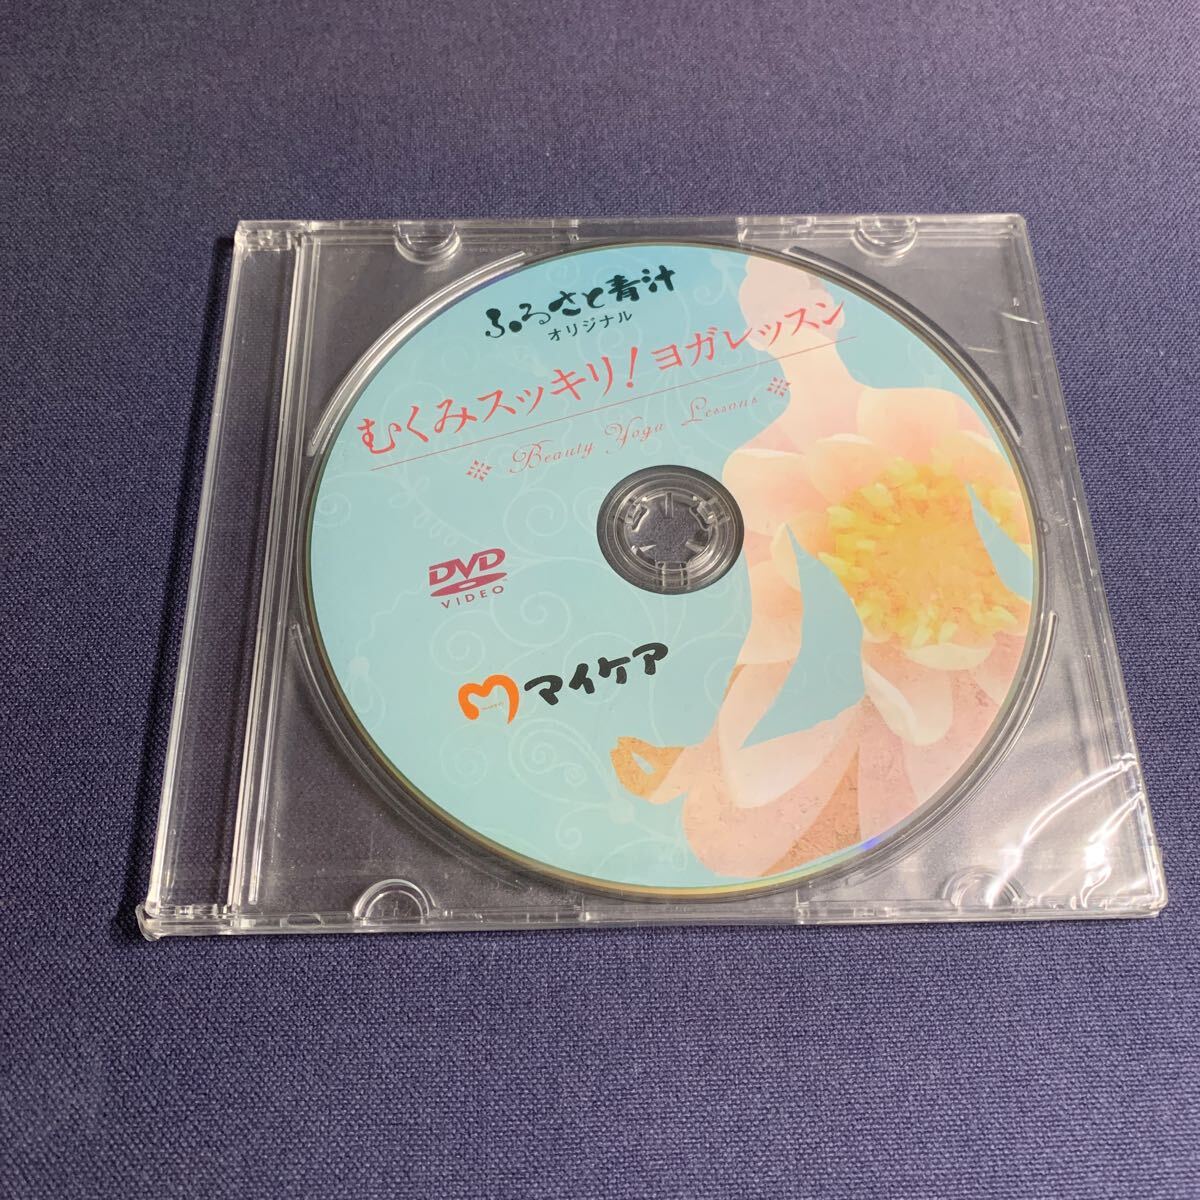 ふるさと青汁
オリジナル
むくみスッキリ!ヨガレッスン
Beauty Yoga Lessons
DVD
VIDEO
マイケア